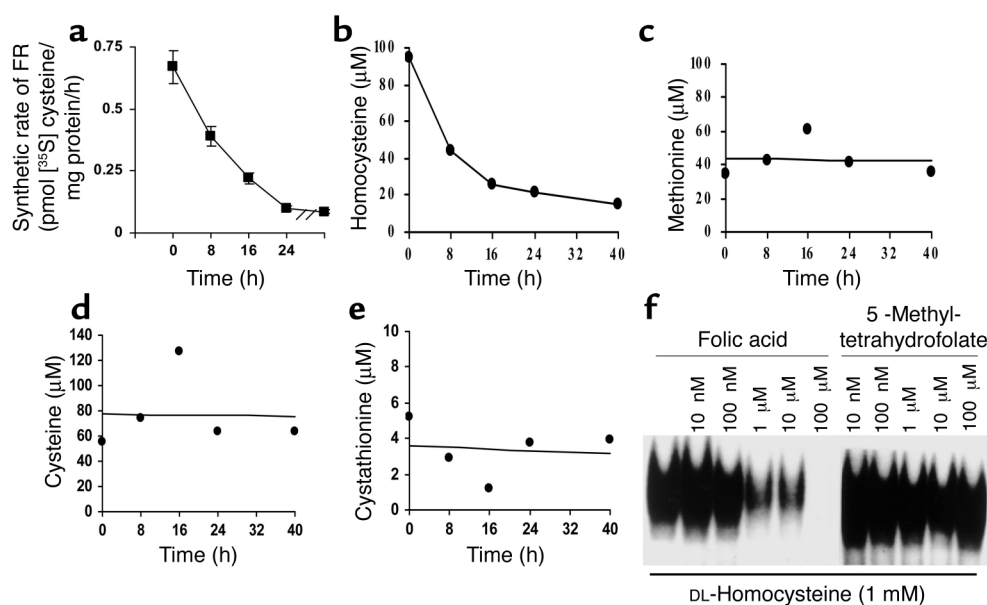 a
Synthetic rate of FR
(pmol [³⁵S] cysteine/
mg protein/h)
0.75
0.5
0.25
0
0 8 16 24
Time (h)
b
Homocysteine (µM)
100
80
60
40
20
0
0 8 16 24 32 40
Time (h)
c
Methionine (µM)
100
80
60
40
20
0
0 8 16 24 32 40
Time (h)
d
Cysteine (µM)
140
120
100
80
60
40
20
0
0 8 16 24 32 40
Time (h)
e
Cystathionine (µM)
10
8
6
4
2
0
0 8 16 24 32 40
Time (h)
f
Folic acid
5 -Methyl-
tetrahydrofolate
10 nM
100 nM
1 µM
10 µM
100 µM
10 nM
100 nM
1 µM
10 µM
100 µM
DL-Homocysteine (1 mM)